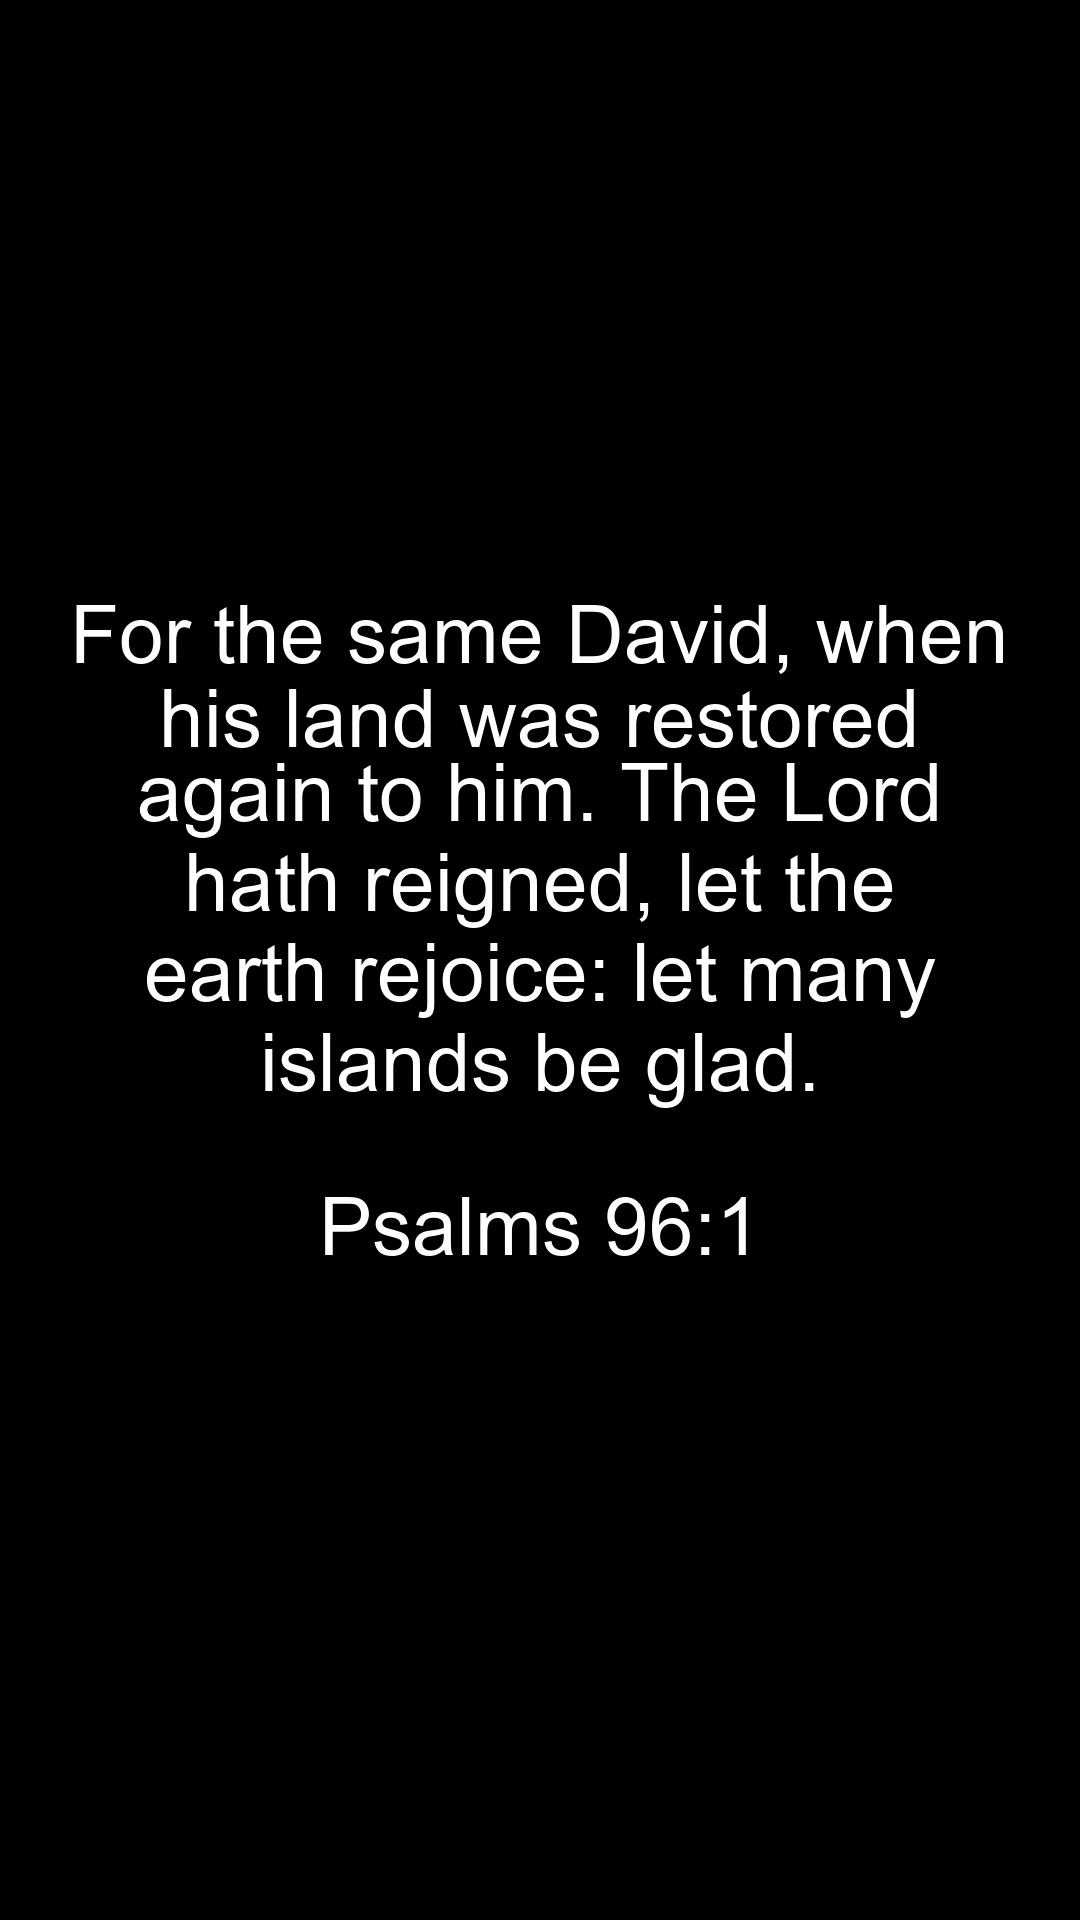 For the same David, when
his land was restored
again to him. The Lord
hath reigned, let the
earth rejoice: let many
islands be glad.
Psalms 96:1